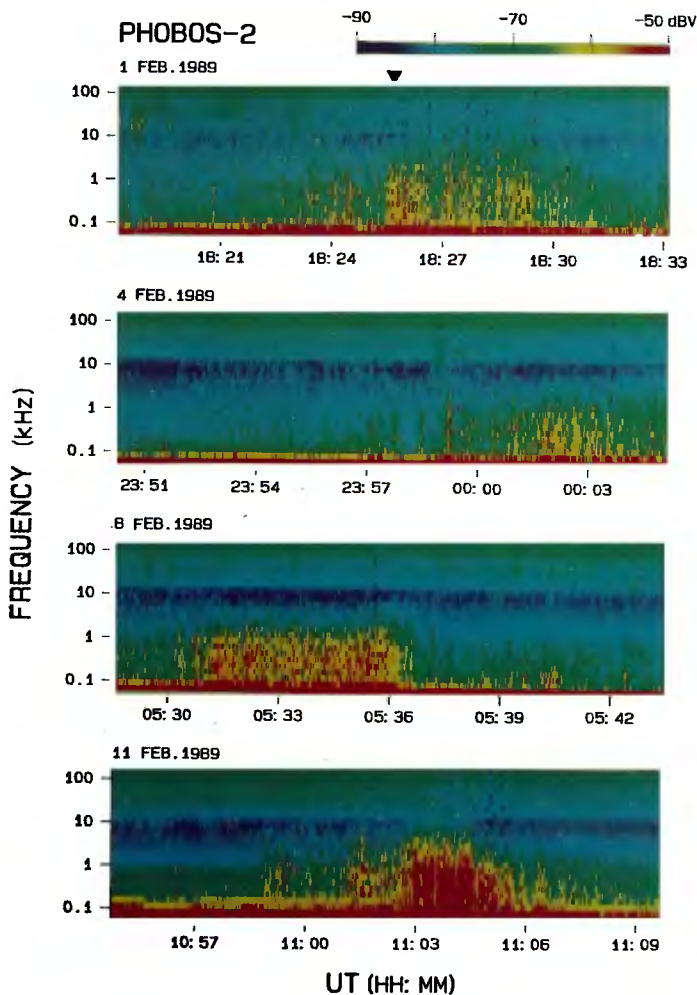 PHOBOS-2
-90 -70 -50 dBV
1 FEB.1989
100
10
1
0.1
18:21 18:24 18:27 18:30 18:33
4 FEB.1989
100
10
1
0.1
23:51 23:54 23:57 00:00 00:03
8 FEB.1989
100
10
1
0.1
05:30 05:33 05:36 05:39 05:42
11 FEB.1989
100
10
1
0.1
10:57 11:00 11:03 11:06 11:09
FREQUENCY (kHz)
UT (HH: MM)